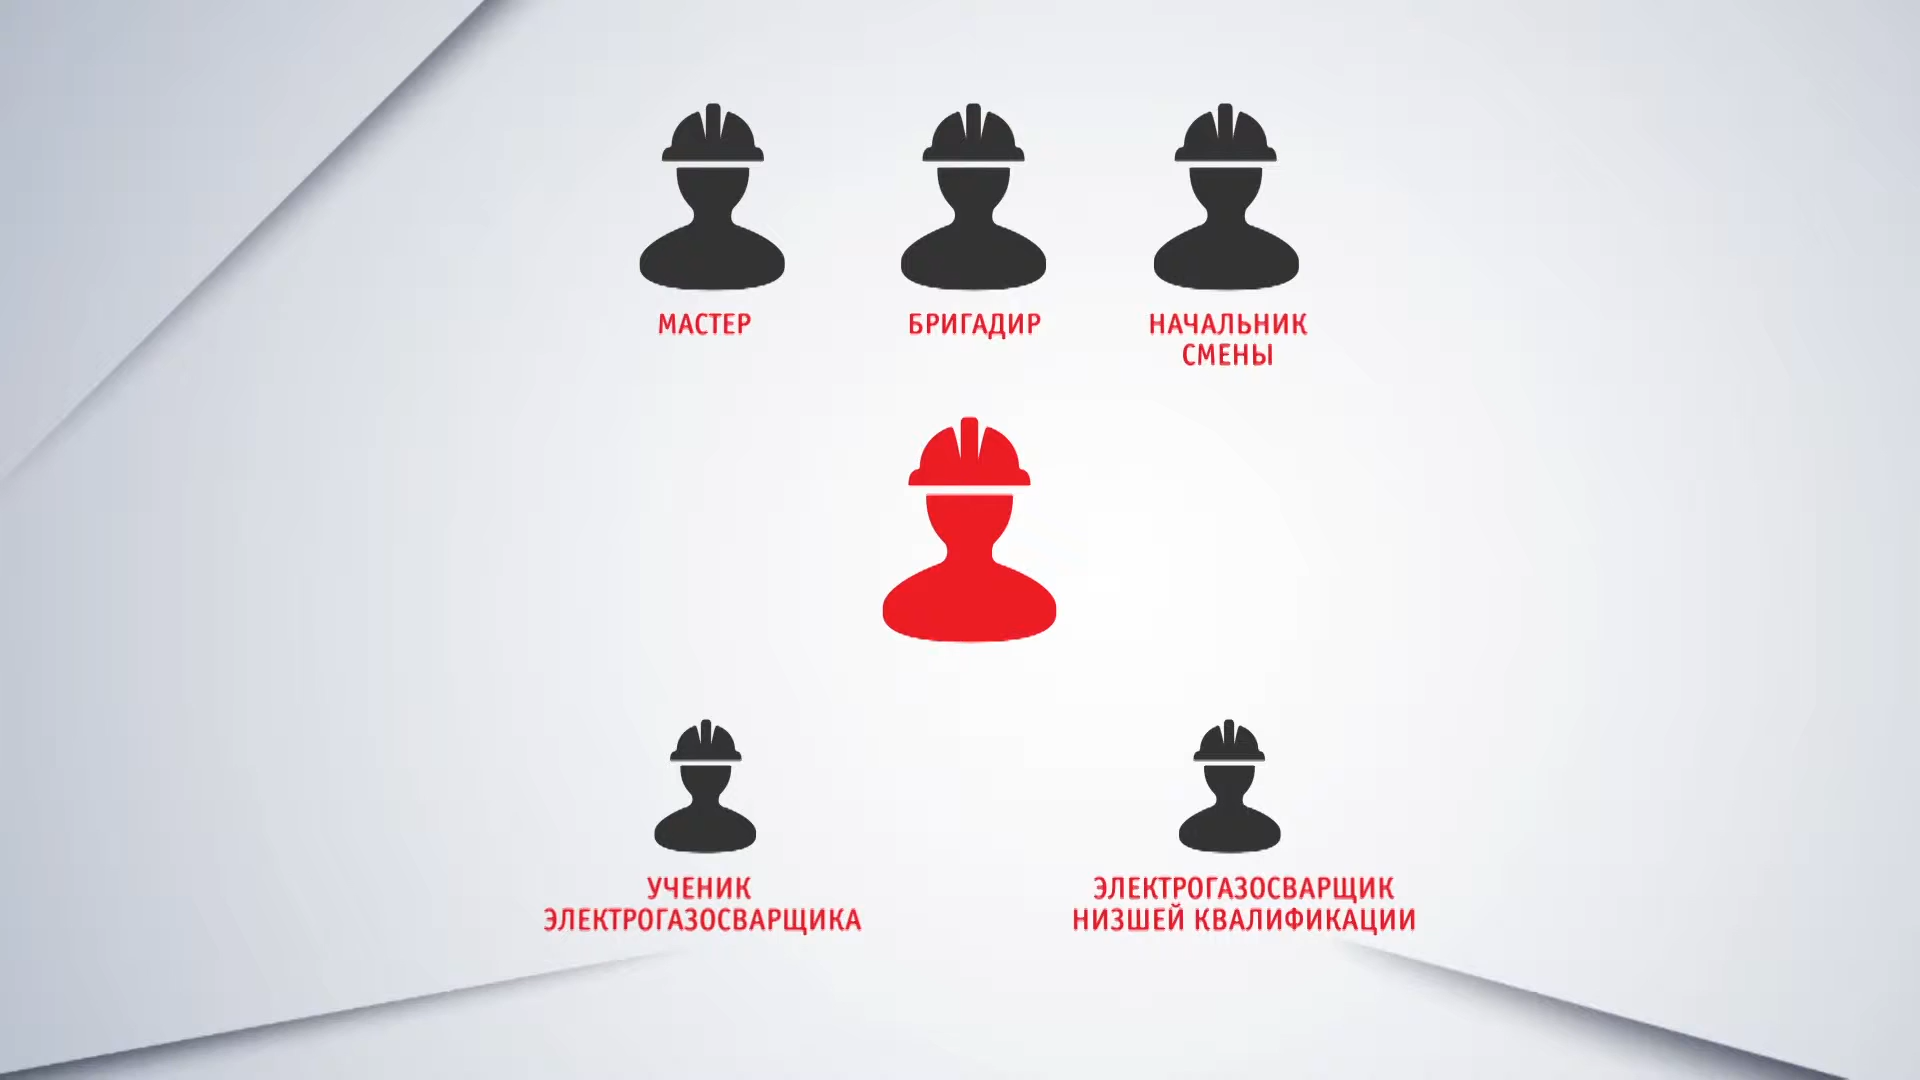 МАСТЕР
БРИГАДИР
НАЧАЛЬНИК
СМЕНЫ
УЧЕНИК
ЭЛЕКТРОГАЗОСВАРЩИКА
ЭЛЕКТРОГАЗОСВАРЩИК
НИЗШЕЙ КВАЛИФИКАЦИИ